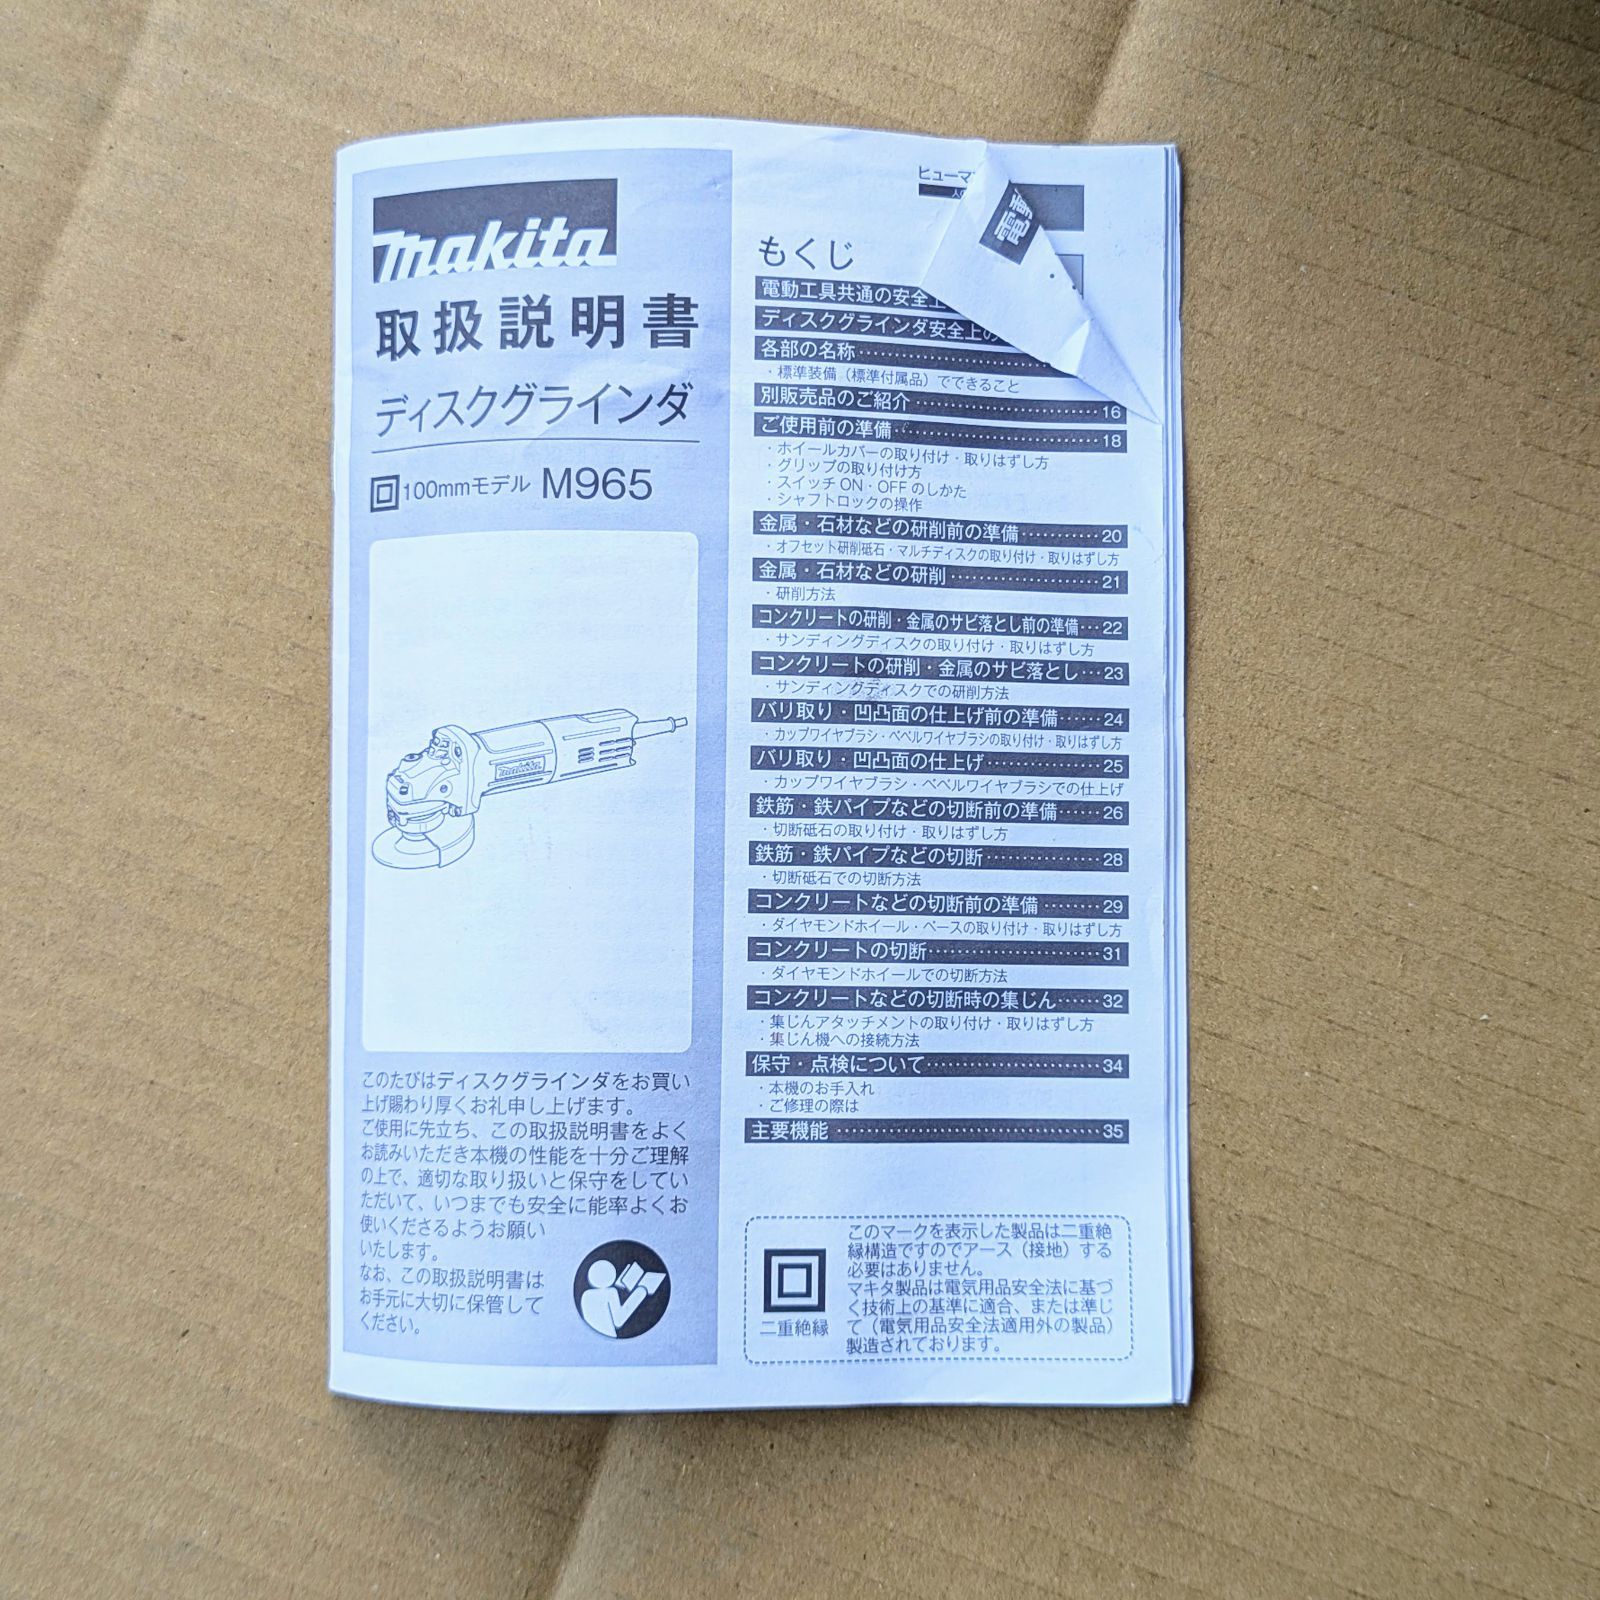 makita
取扱説明書
ディスクグラインダ
100mmモデル M965
makita
このたびはディスクグラインダをお買い
上げ賜わり厚くお礼申し上げます。
ご使用に先立ち、この取扱説明書をよく
お読みいただき本機の性能を十分ご理解
の上で、適切な取り扱いと保守をしてい
ただいて、いつまでも安全に能率よくお
使いくださるようお願い
いたします。
なお、この取扱説明書は
お手元に大切に保管して
ください。
ヒューマ
電動
もくじ
電動工具共通の安全上
ディスクグラインダ安全上の
各部の名称
・標準装備(標準付属品)でできること
別販売品のご紹介 16
ご使用前の準備 18
・ホイールカバーの取り付け・取りはずし方
・グリップの取り付け方
・スイッチ ON・OFF のしかた
・シャフトロックの操作
金属・石材などの研削前の準備 20
・オフセット研削砥石・マルチディスクの取り付け・取りはずし方
金属・石材などの研削 21
・研削方法
コンクリートの研削・金属のサビ落とし前の準備 22
・サンディングディスクの取り付け・取りはずし方
コンクリートの研削・金属のサビ落とし 23
・サンディングディスクでの研削方法
バリ取り・凹凸面の仕上げ前の準備 24
・カップワイヤブラシ・ベベルワイヤブラシの取り付け・取りはずし方
バリ取り・凹凸面の仕上げ 25
・カップワイヤブラシ・ベベルワイヤブラシでの仕上げ
鉄筋・鉄パイプなどの切断前の準備 26
・切断砥石の取り付け・取りはずし方
鉄筋・鉄パイプなどの切断 28
・切断砥石での切断方法
コンクリートなどの切断前の準備 29
・ダイヤモンドホイール・ベースの取り付け・取りはずし方
コンクリートの切断 31
・ダイヤモンドホイールでの切断方法
コンクリートなどの切断時の集じん 32
・集じんアタッチメントの取り付け・取りはずし方
・集じん機への接続方法
保守・点検について 34
・本機のお手入れ
・ご修理の際は
主要機能 35
二重絶縁
このマークを表示した製品は二重絶
縁構造ですのでアース(接地)する
必要はありません。
マキタ製品は電気用品安全法に基づ
く技術上の基準に適合、または準じ
て(電気用品安全法適用外の製品)
製造されております。